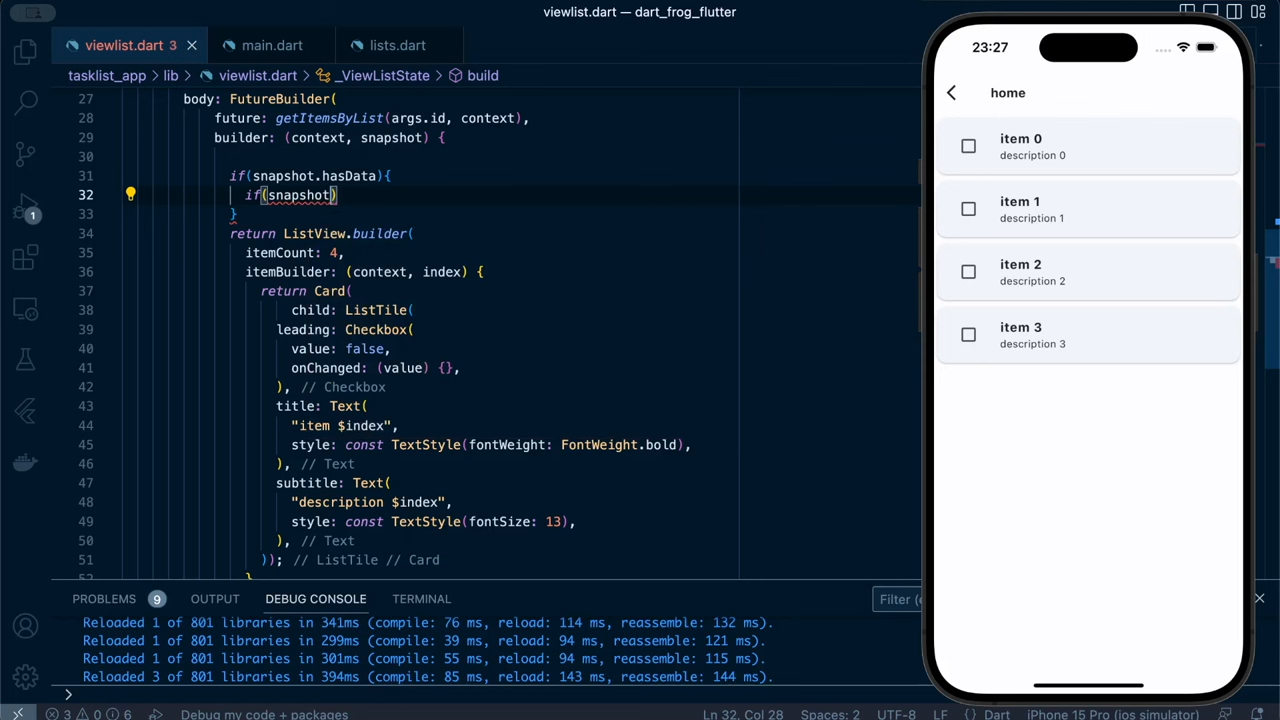 viewlist.dart — dart_frog_flutter
viewlist.dart 3
main.dart
lists.dart
tasklist_app > lib > viewlist.dart > _ViewListState > build
27 body: FutureBuilder(
28 future: getItemsByList(args.id, context),
29 builder: (context, snapshot) {
30
31 if(snapshot.hasData){
32 if(snapshot)
33 }
34 return ListView.builder(
35 itemCount: 4,
36 itemBuilder: (context, index) {
37 return Card(
38 child: ListTile(
39 leading: Checkbox(
40 value: false,
41 onChanged: (value) {},
42 ), // Checkbox
43 title: Text(
44 "item $index",
45 style: const TextStyle(fontWeight: FontWeight.bold),
46 ), // Text
47 subtitle: Text(
48 "description $index",
49 style: const TextStyle(fontSize: 13),
50 ), // Text
51 )); // ListTile // Card
52 }
1
PROBLEMS 9 OUTPUT DEBUG CONSOLE TERMINAL Filter (e
Reloaded 1 of 801 libraries in 341ms (compile: 76 ms, reload: 114 ms, reassemble: 132 ms).
Reloaded 1 of 801 libraries in 299ms (compile: 39 ms, reload: 94 ms, reassemble: 121 ms).
Reloaded 1 of 801 libraries in 301ms (compile: 55 ms, reload: 94 ms, reassemble: 115 ms).
Reloaded 3 of 801 libraries in 394ms (compile: 85 ms, reload: 143 ms, reassemble: 144 ms).
>
3 0 6 Debug my code + packages Ln 32, Col 28 Spaces: 2 UTF-8 LF {} Dart iPhone 15 Pro (ios simulator)
23:27
home
item 0
description 0
item 1
description 1
item 2
description 2
item 3
description 3